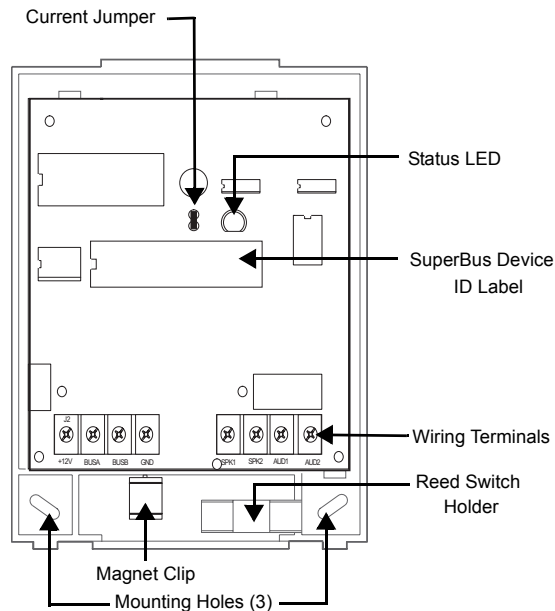 Current Jumper
Status LED
SuperBus Device
ID Label
J2
+12V BUSA BUSB GND SPK1 SPK2 AUD1 AUD2
Wiring Terminals
Reed Switch
Holder
Magnet Clip
Mounting Holes (3)